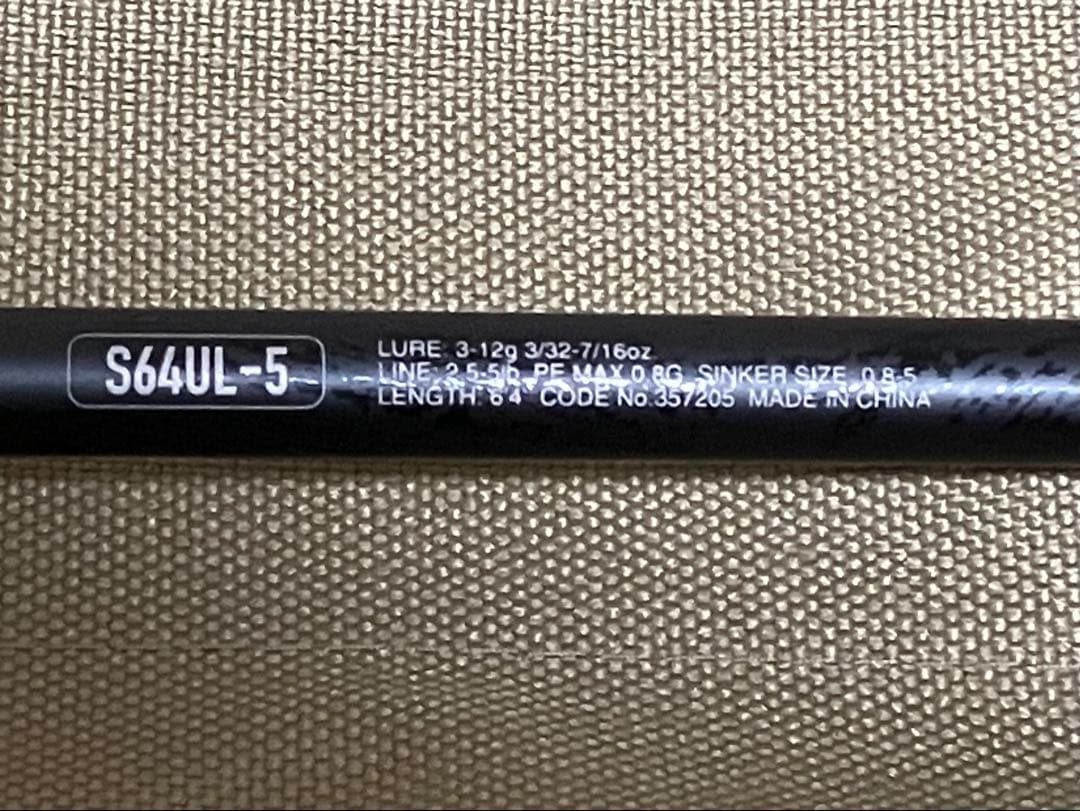 S64UL-5
LURE: 3-12g 3/32-7/16oz.
LINE: 2.5-5lb. PE MAX 0.8G SINKER SIZE: 0.8-5
LENGTH: 6'4" CODE No.357205 MADE IN CHINA